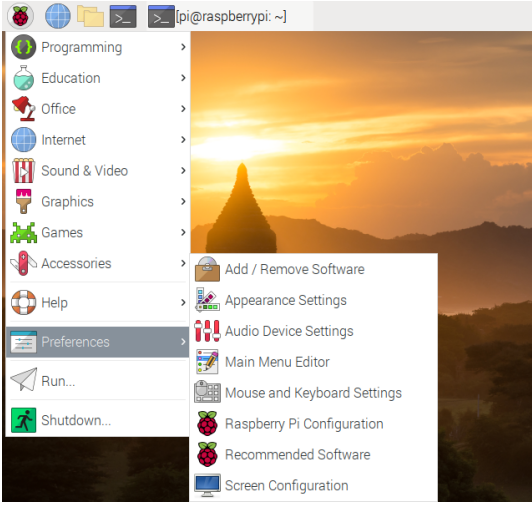 [pi@raspberrypi: ~]
Programming
Education
Office
Internet
Sound & Video
Graphics
Games
Accessories
Help
Preferences
Run...
Shutdown...
Add / Remove Software
Appearance Settings
Audio Device Settings
Main Menu Editor
Mouse and Keyboard Settings
Raspberry Pi Configuration
Recommended Software
Screen Configuration